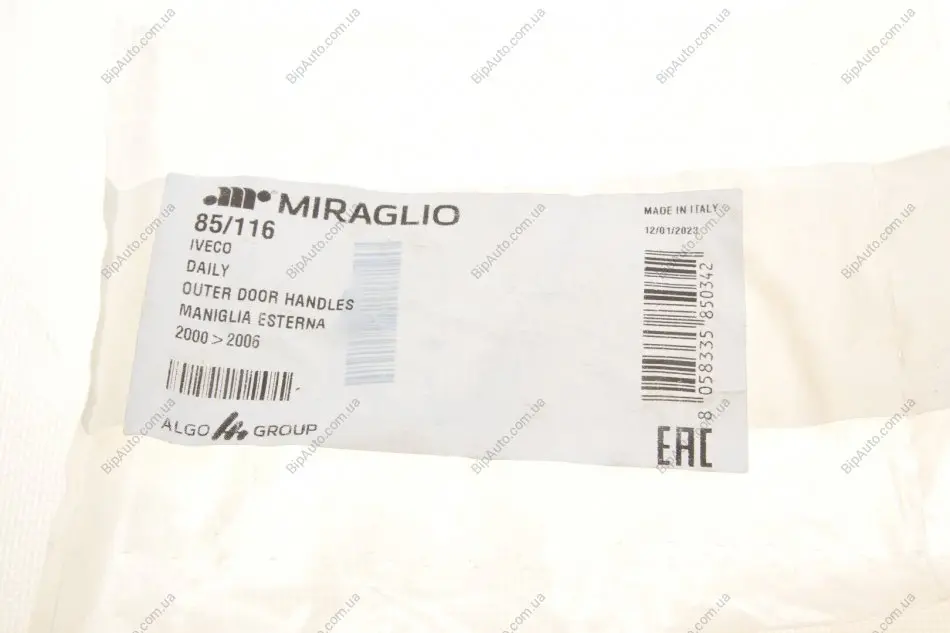 MIRAGLIO
85/116
IVECO
DAILY
OUTER DOOR HANDLES
MANIGLIA ESTERNA
2000 > 2006
ALGO GROUP
MADE IN ITALY
12/01/2023
8 058335 850342
EAC
BipAuto.com.ua